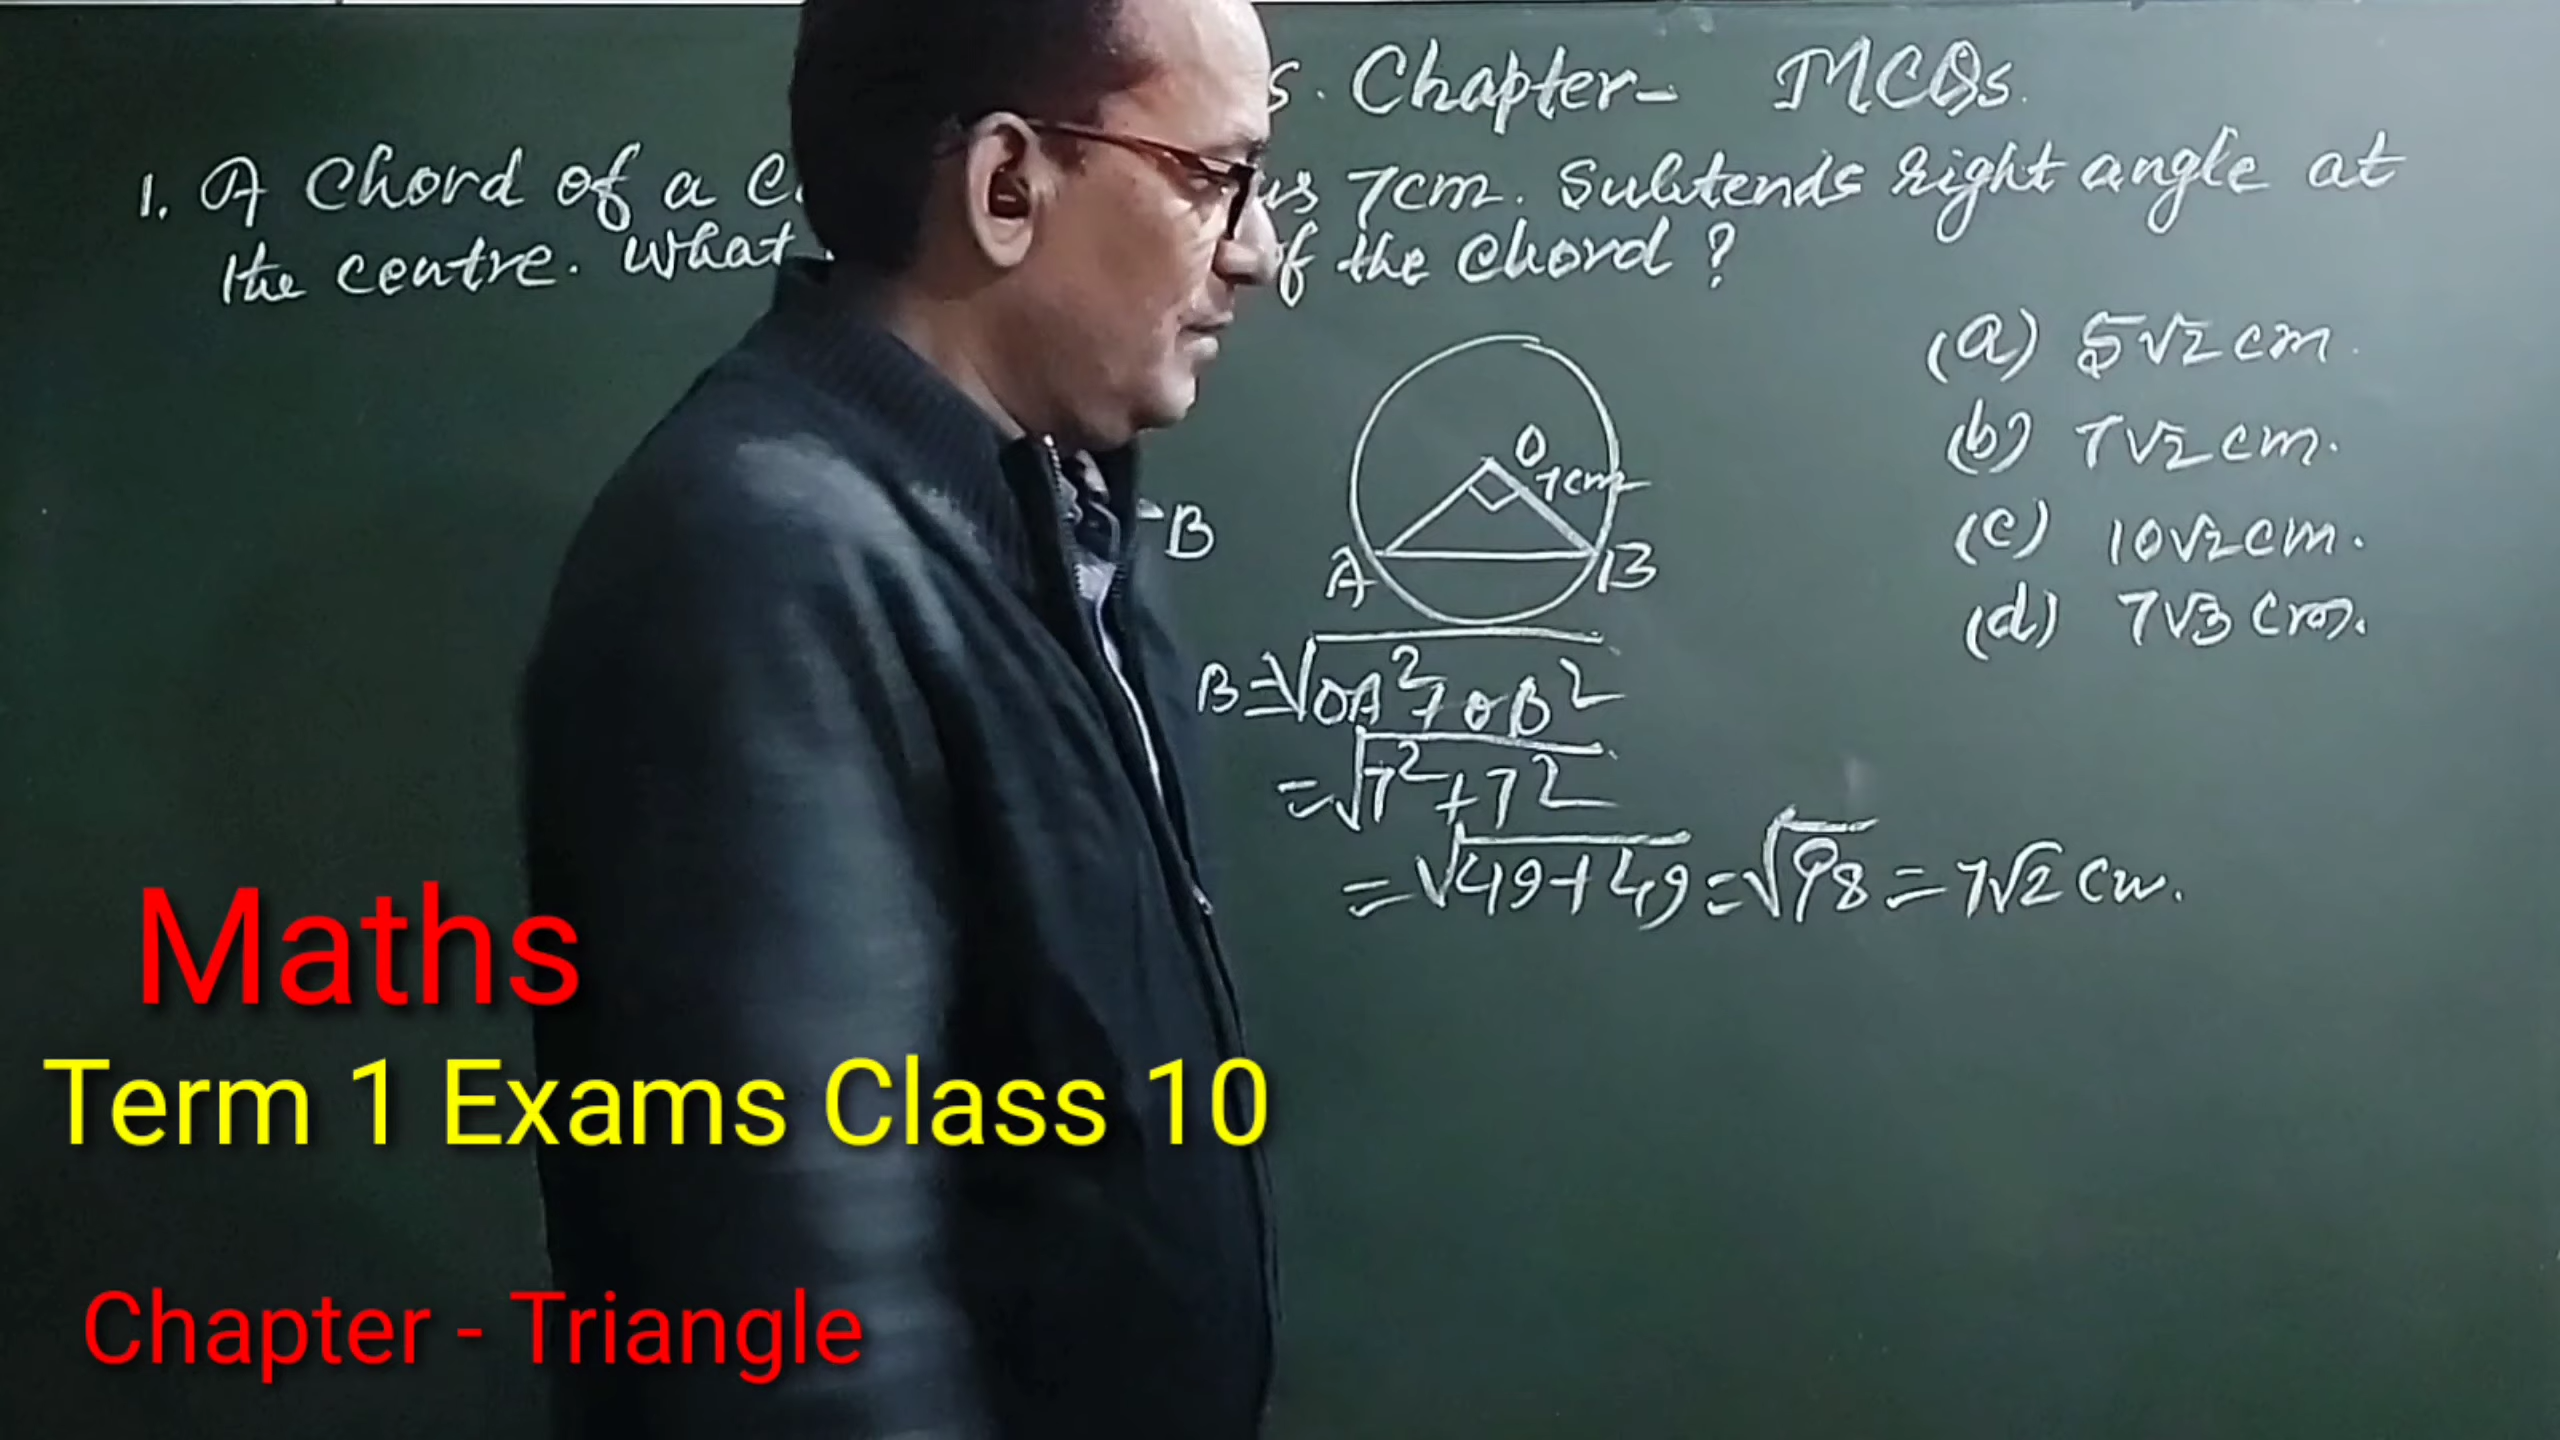 s. Chapter- MCQs.
1. A Chord of a C us 7cm. Subtends right angle at
the centre. What of the chord ?
(a) 5√2 cm.
(b) 7√2 cm.
(c) 10√2 cm.
(d) 7√3 cm.
O
7cm
B
A B
B=√OA²+OB²
=√7²+7²
=√49+49=√98=7√2 cm.
Maths
Term 1 Exams Class 10
Chapter - Triangle